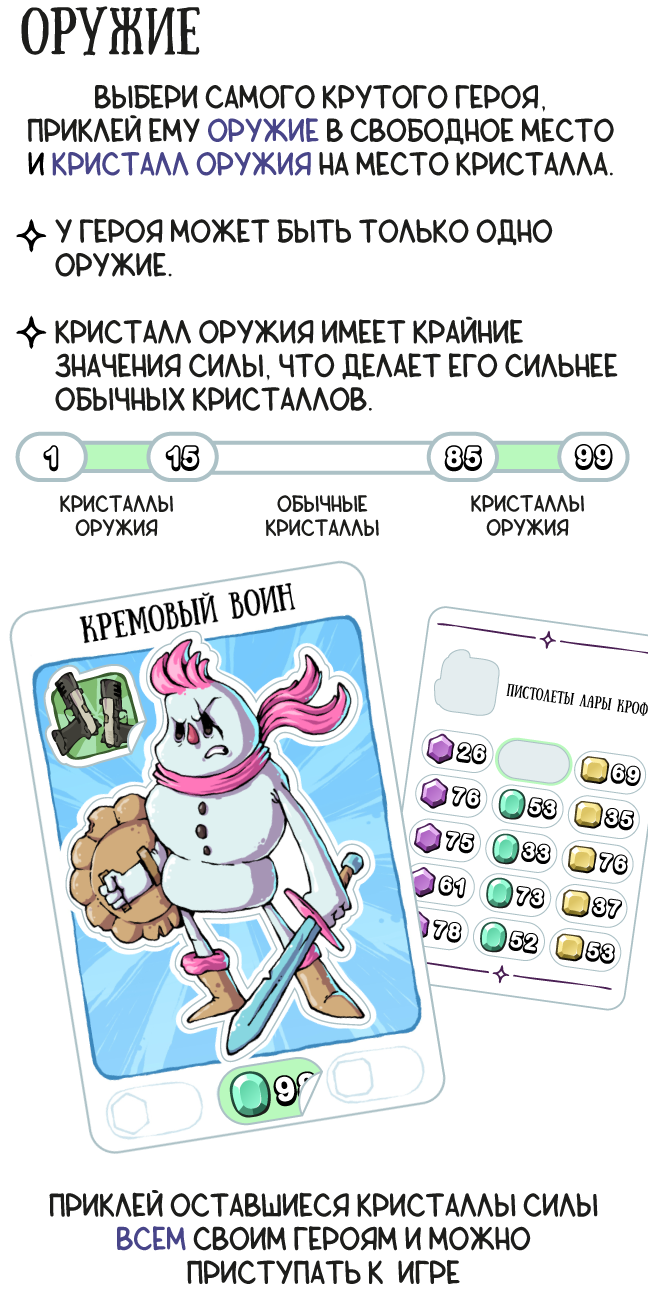 ОРУЖИЕ
ВЫБЕРИ САМОГО КРУТОГО ГЕРОЯ,
ПРИКЛЕЙ ЕМУ ОРУЖИЕ В СВОБОДНОЕ МЕСТО
И КРИСТАЛЛ ОРУЖИЯ НА МЕСТО КРИСТАЛЛА.
У ГЕРОЯ МОЖЕТ БЫТЬ ТОЛЬКО ОДНО
ОРУЖИЕ.
КРИСТАЛЛ ОРУЖИЯ ИМЕЕТ КРАЙНИЕ
ЗНАЧЕНИЯ СИЛЫ, ЧТО ДЕЛАЕТ ЕГО СИЛЬНЕЕ
ОБЫЧНЫХ КРИСТАЛЛОВ.
1 15 85 99
КРИСТАЛЛЫ ОБЫЧНЫЕ КРИСТАЛЛЫ
ОРУЖИЯ КРИСТАЛЛЫ ОРУЖИЯ
КРЕМОВЫЙ ВОИН
ПИСТОЛЕТЫ ЛАРЫ КРОФ
26 69
76 53 35
75 33 76
61 73 37
78 52 53
9
ПРИКЛЕЙ ОСТАВШИЕСЯ КРИСТАЛЛЫ СИЛЫ
ВСЕМ СВОИМ ГЕРОЯМ И МОЖНО
ПРИСТУПАТЬ К ИГРЕ